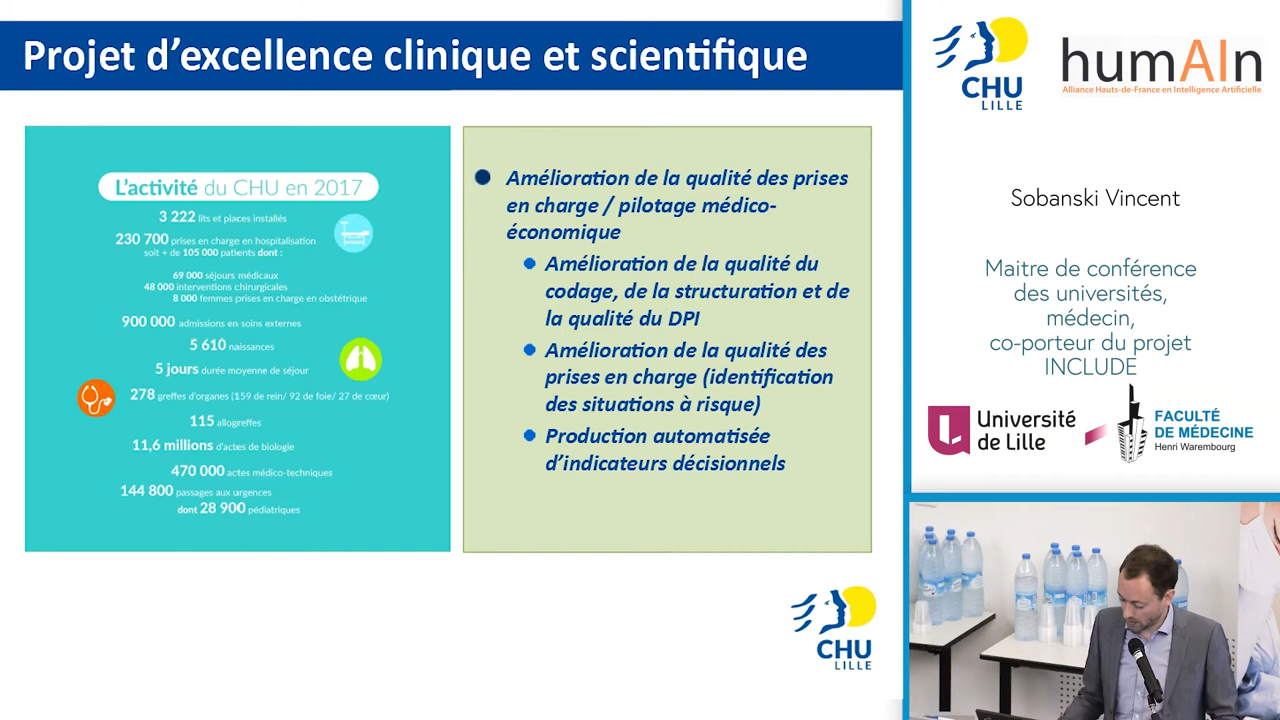 Projet d’excellence clinique et scientifique
L’activité du CHU en 2017
3 222 lits et places installés
230 700 prises en charge en hospitalisation
soit + de 105 000 patients dont :
69 000 séjours médicaux
48 000 interventions chirurgicales
8 000 femmes prises en charge en obstétrique
900 000 admissions en soins externes
5 610 naissances
5 jours durée moyenne de séjour
278 greffes d'organes (159 de rein/ 92 de foie/ 27 de cœur)
115 allogreffes
11,6 millions d'actes de biologie
470 000 actes médico-techniques
144 800 passages aux urgences
dont 28 900 pédiatriques
Amélioration de la qualité des prises
en charge / pilotage médico-
économique
Amélioration de la qualité du
codage, de la structuration et de
la qualité du DPI
Amélioration de la qualité des
prises en charge (identification
des situations à risque)
Production automatisée
d’indicateurs décisionnels
CHU
LILLE
CHU
LILLE
humAIn
Alliance Hauts-de-France en Intelligence Artificielle
Sobanski Vincent
Maitre de conférence
des universités,
médecin,
co-porteur du projet
INCLUDE
Université
de Lille
FACULTÉ
DE MÉDECINE
Henri Warembourg